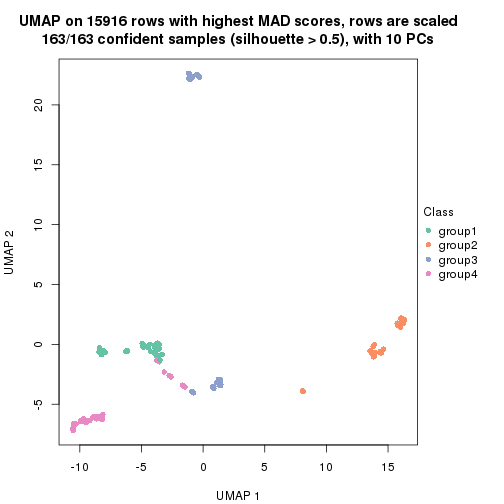 UMAP on 15916 rows with highest MAD scores, rows are scaled
163/163 confident samples (silhouette > 0.5), with 10 PCs
20
15
10
5
0
-5
UMAP 2
-10
-5
0
5
10
15
UMAP 1
Class
group1
group2
group3
group4